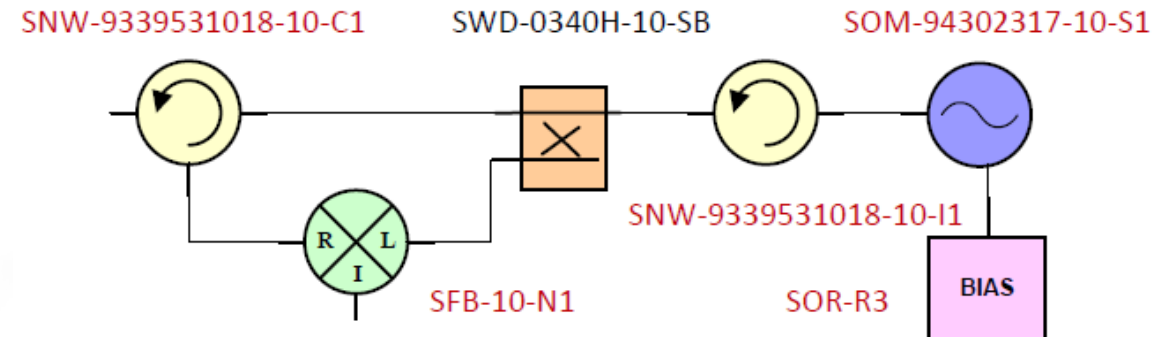 SNW-9339531018-10-C1
SWD-0340H-10-SB
SOM-94302317-10-S1
R
L
I
SNW-9339531018-10-I1
SFB-10-N1
SOR-R3
BIAS